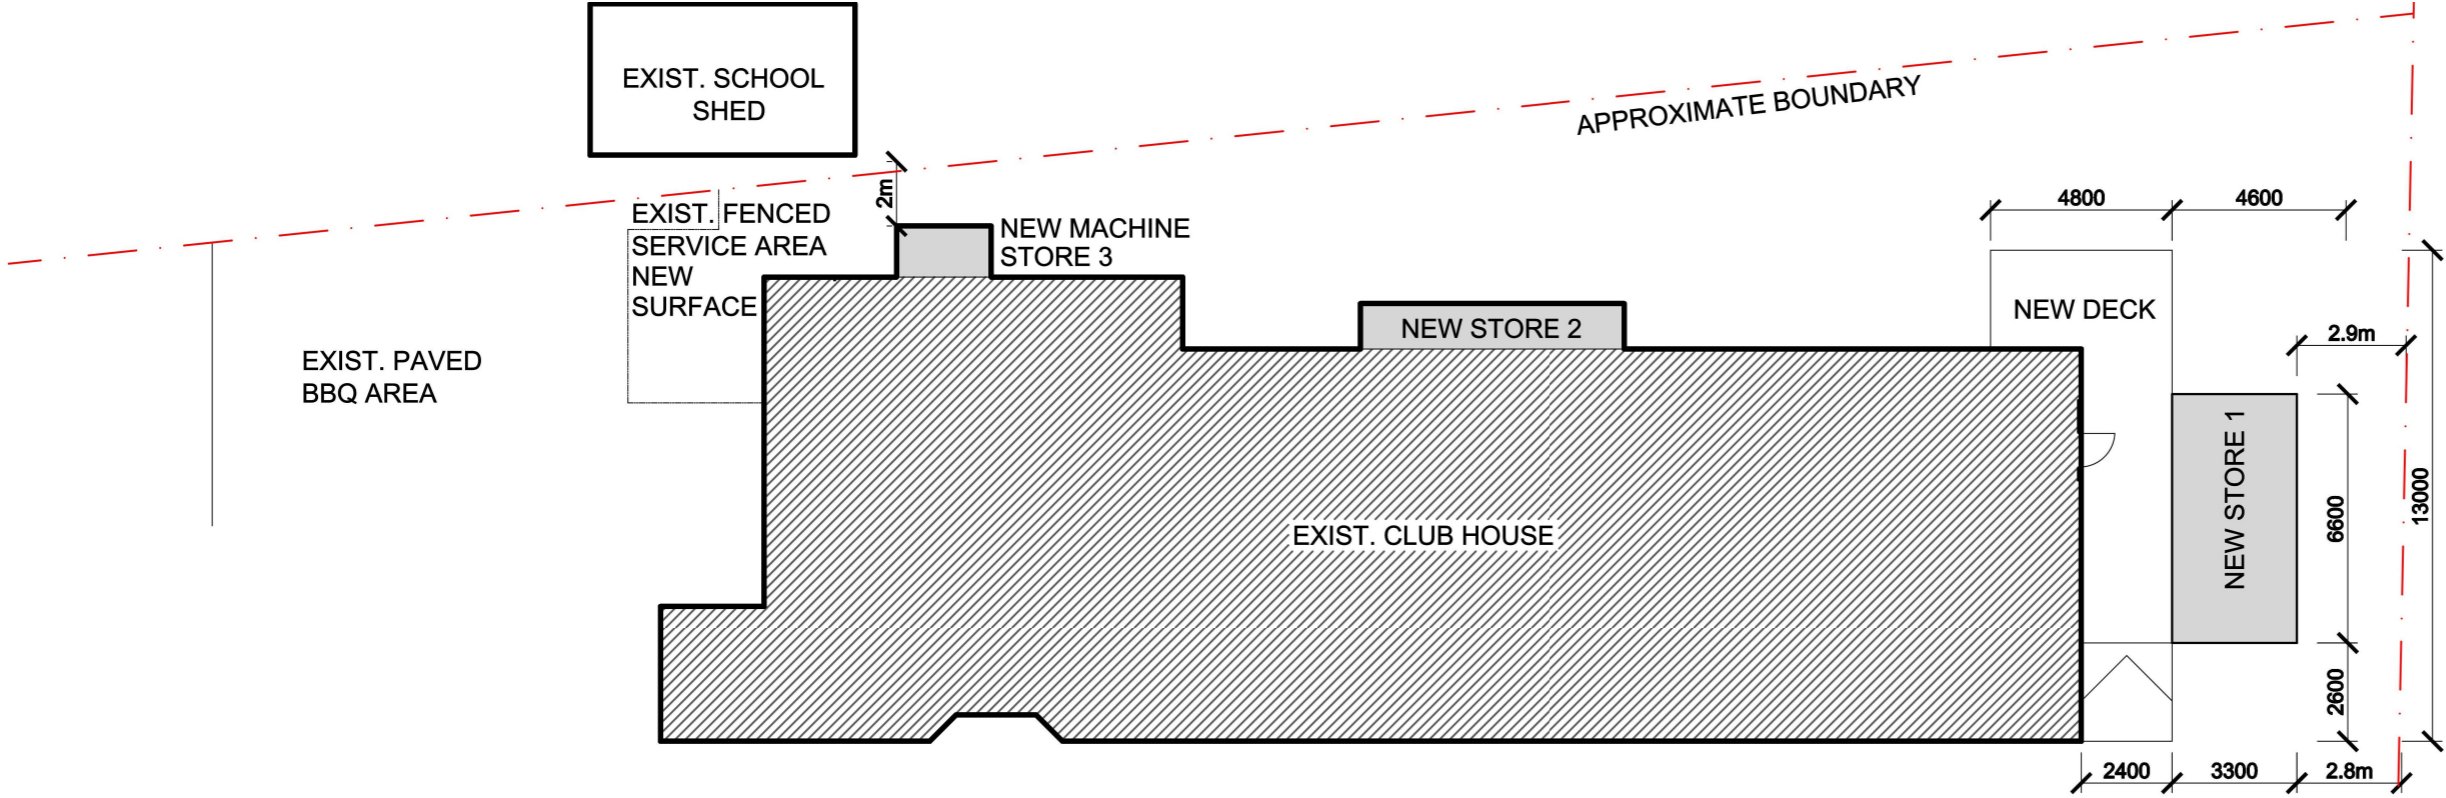 EXIST. SCHOOL
SHED
APPROXIMATE BOUNDARY
2m
EXIST. FENCED
SERVICE AREA
NEW
SURFACE
NEW MACHINE
STORE 3
4800
4600
NEW DECK
NEW STORE 2
2.9m
EXIST. PAVED
BBQ AREA
NEW STORE 1
6600
13000
EXIST. CLUB HOUSE
2600
2400
3300
2.8m